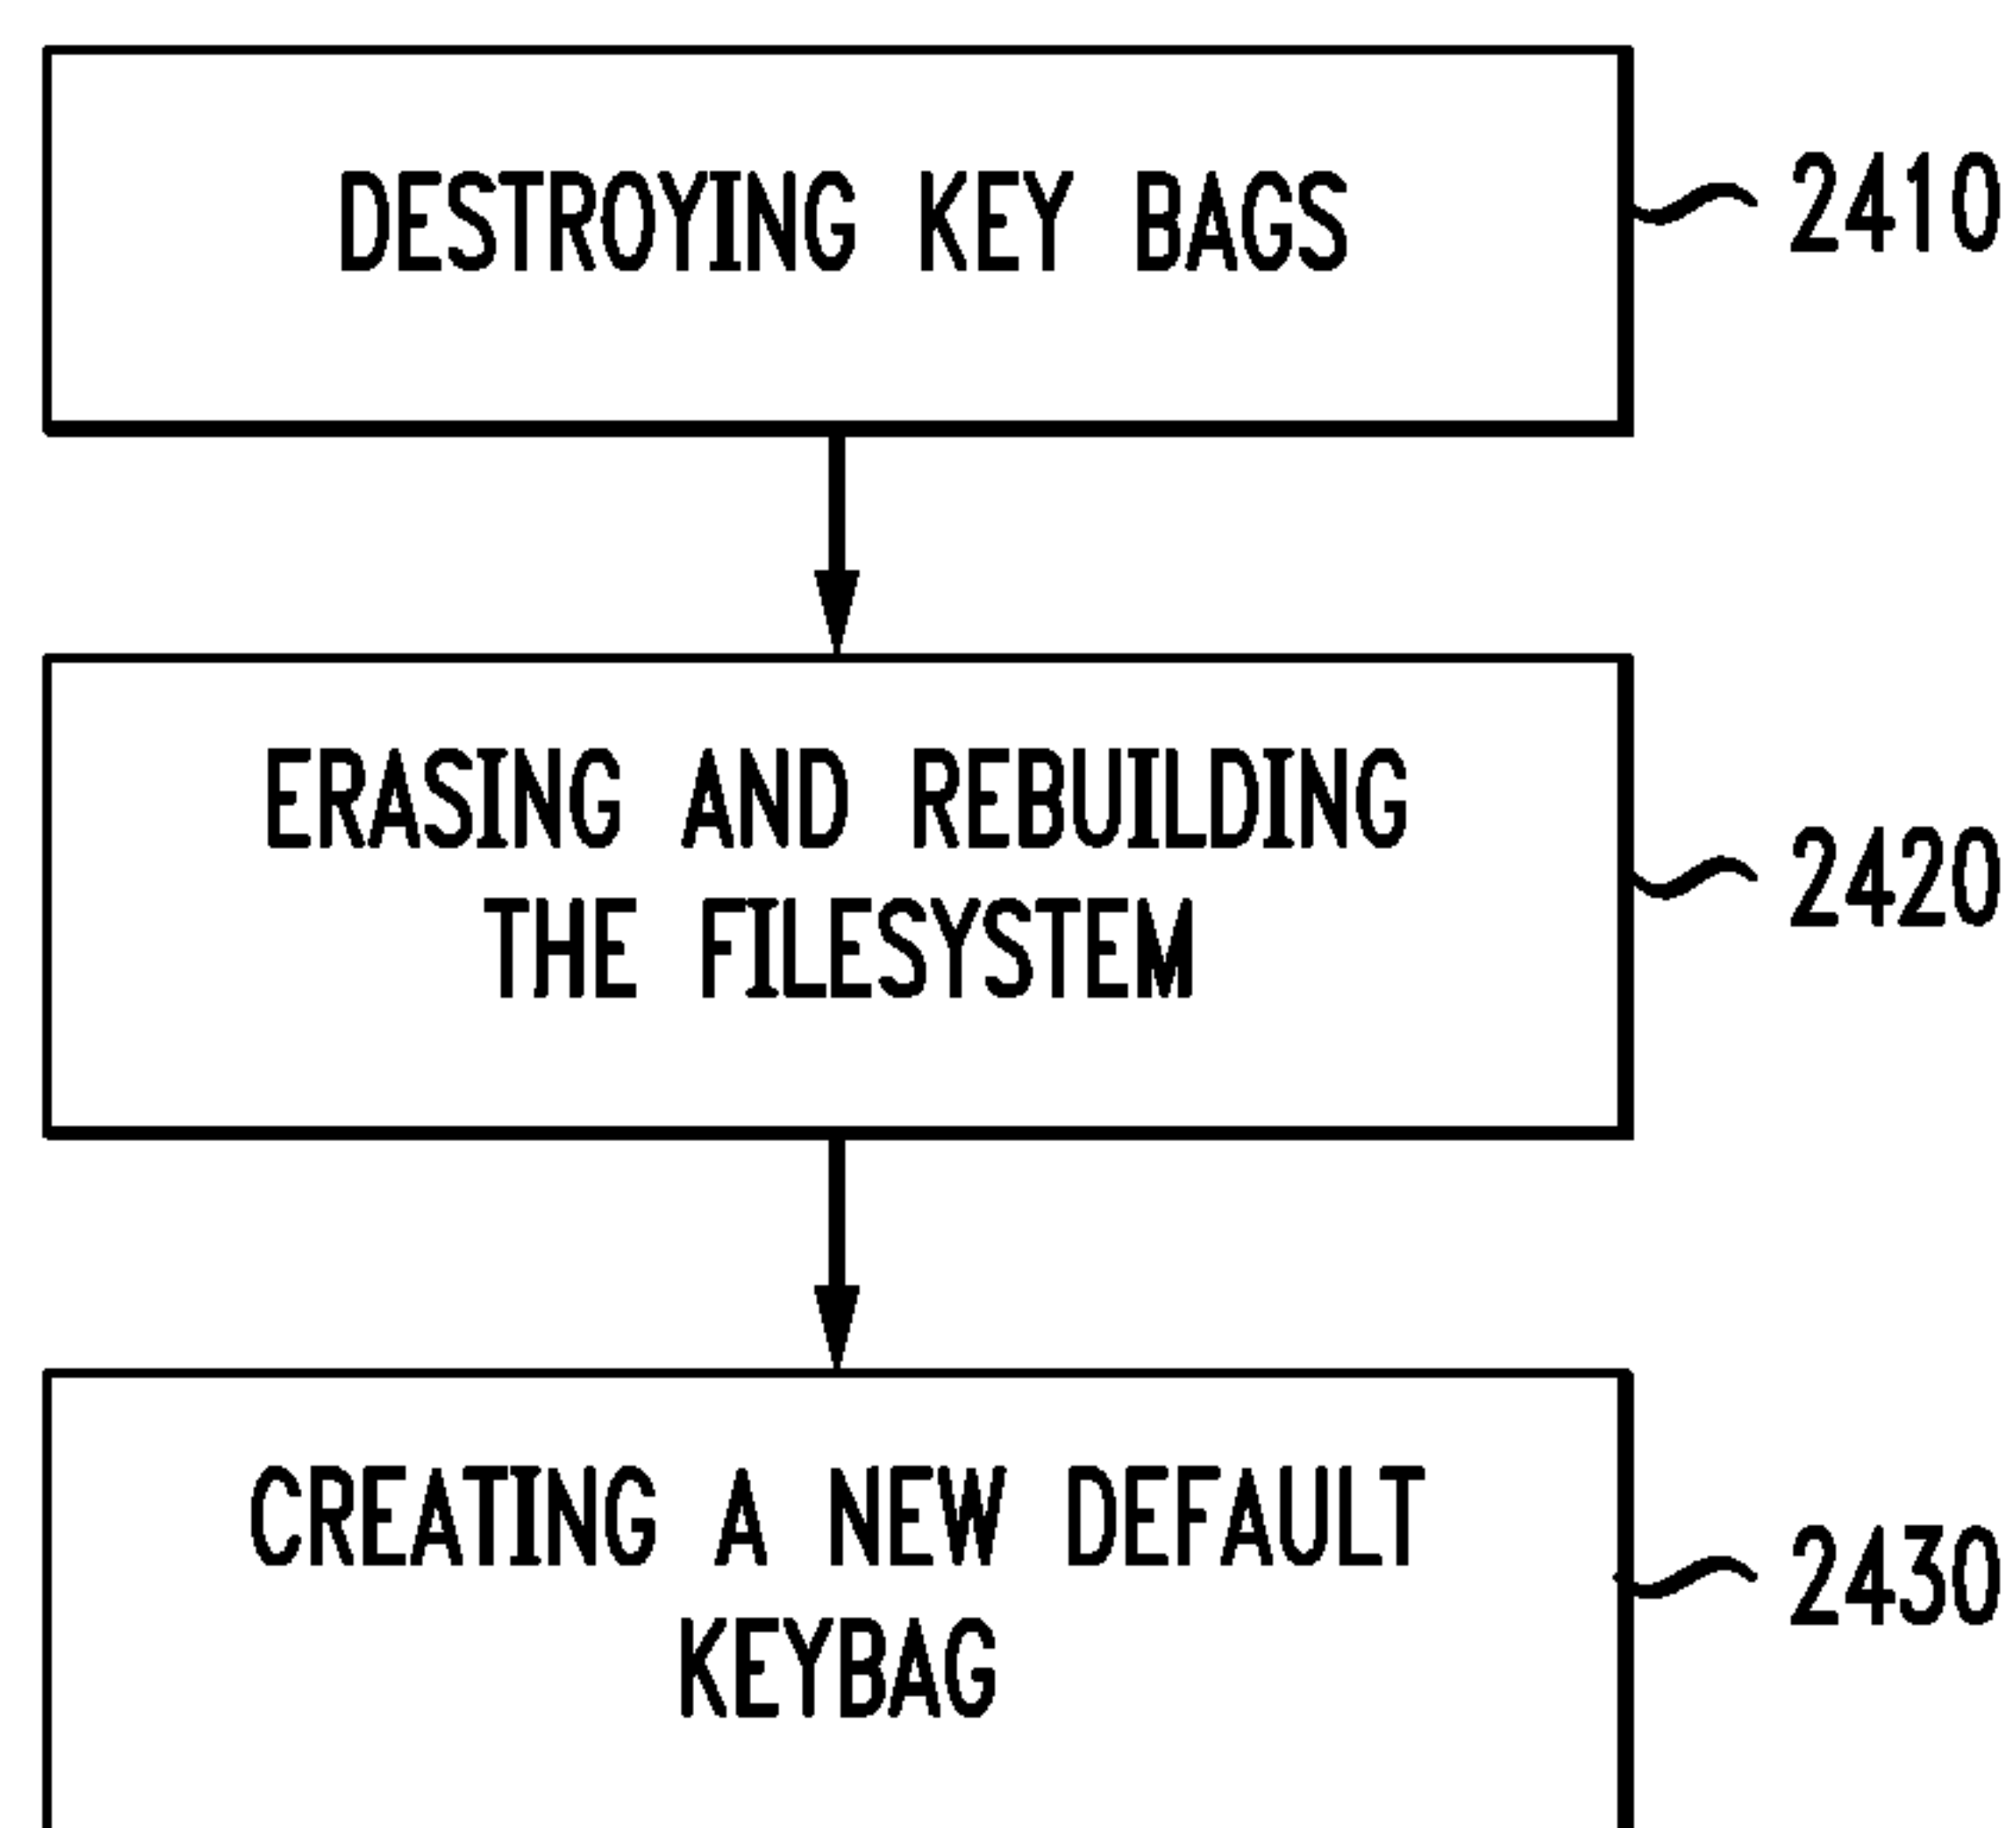 DESTROYING KEY BAGS
2410
ERASING AND REBUILDING
THE FILESYSTEM
2420
CREATING A NEW DEFAULT
KEYBAG
2430